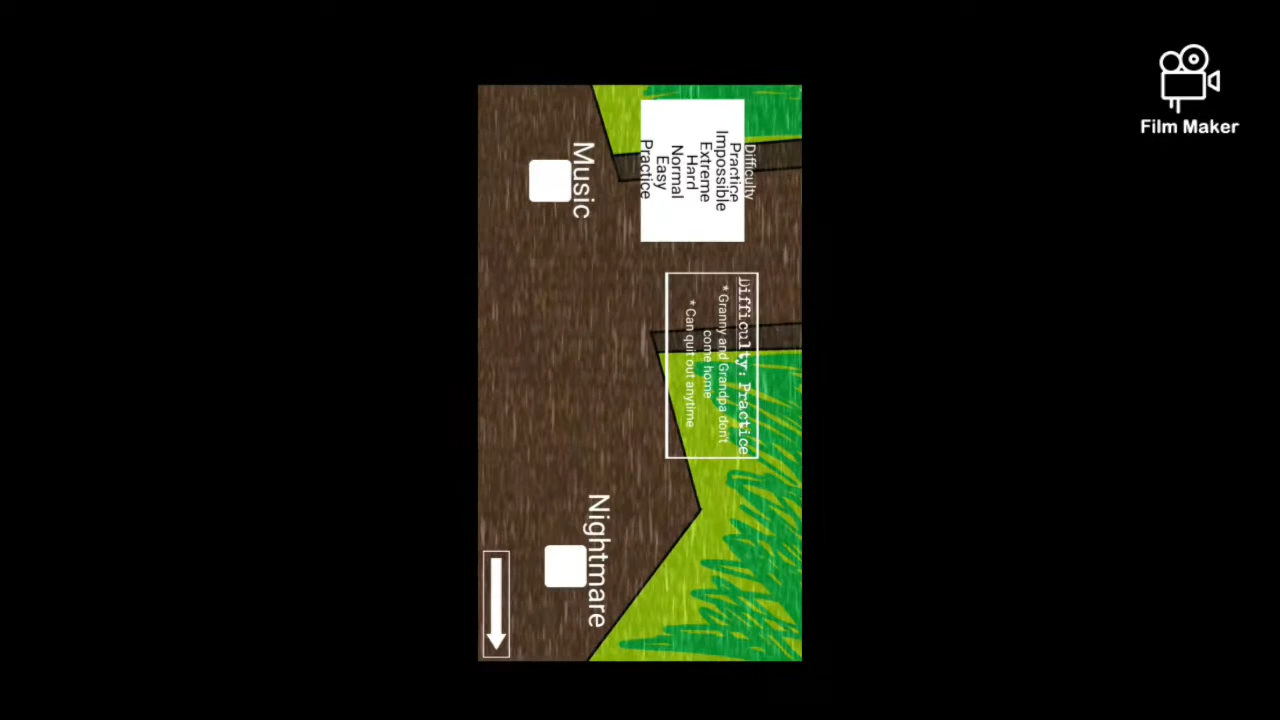 Film Maker
Difficulty
Practice
Impossible
Extreme
Hard
Normal
Easy
Practice
Difficulty: Practice
* Granny and Grandpa don't
come home
* Can quit out anytime
Music
Nightmare